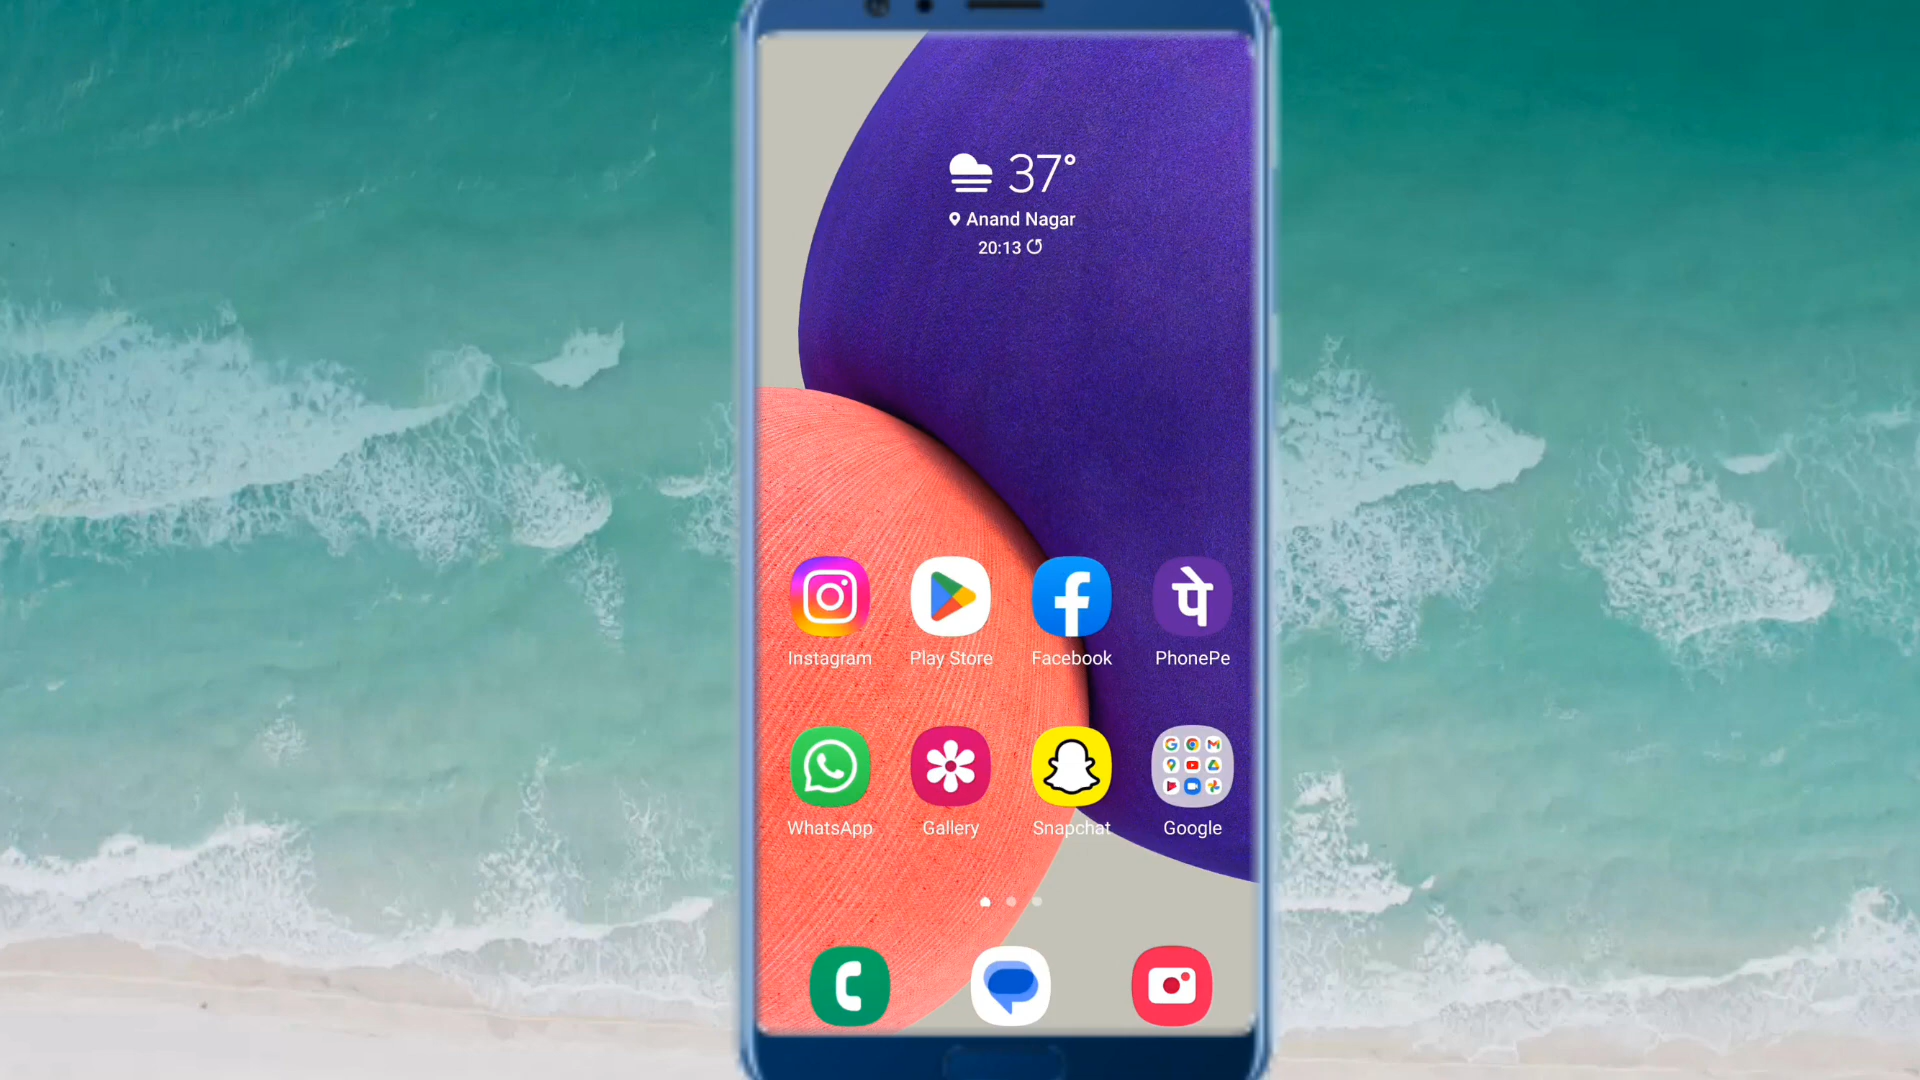 37°
Anand Nagar
20:13
Instagram
Play Store
Facebook
पे
PhonePe
WhatsApp
Gallery
Snapchat
Google